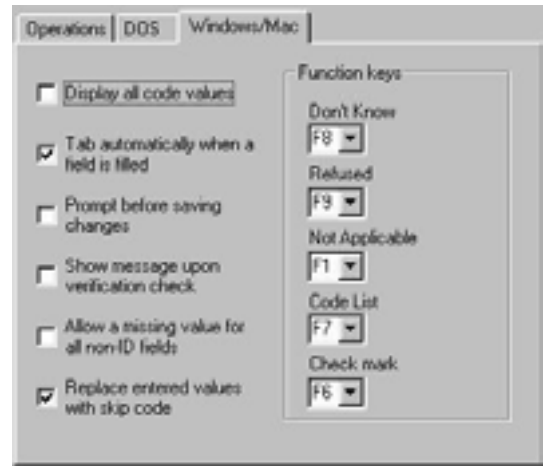 Operations DOS Windows/Mac
Display all code values
Tab automatically when a
field is filled
Prompt before saving
changes
Show message upon
verification check
Allow a missing value for
all non-ID fields
Replace entered values
with skip code
Function keys
Don't Know
F8
Refused
F9
Not Applicable
F1
Code List
F7
Check mark
F6